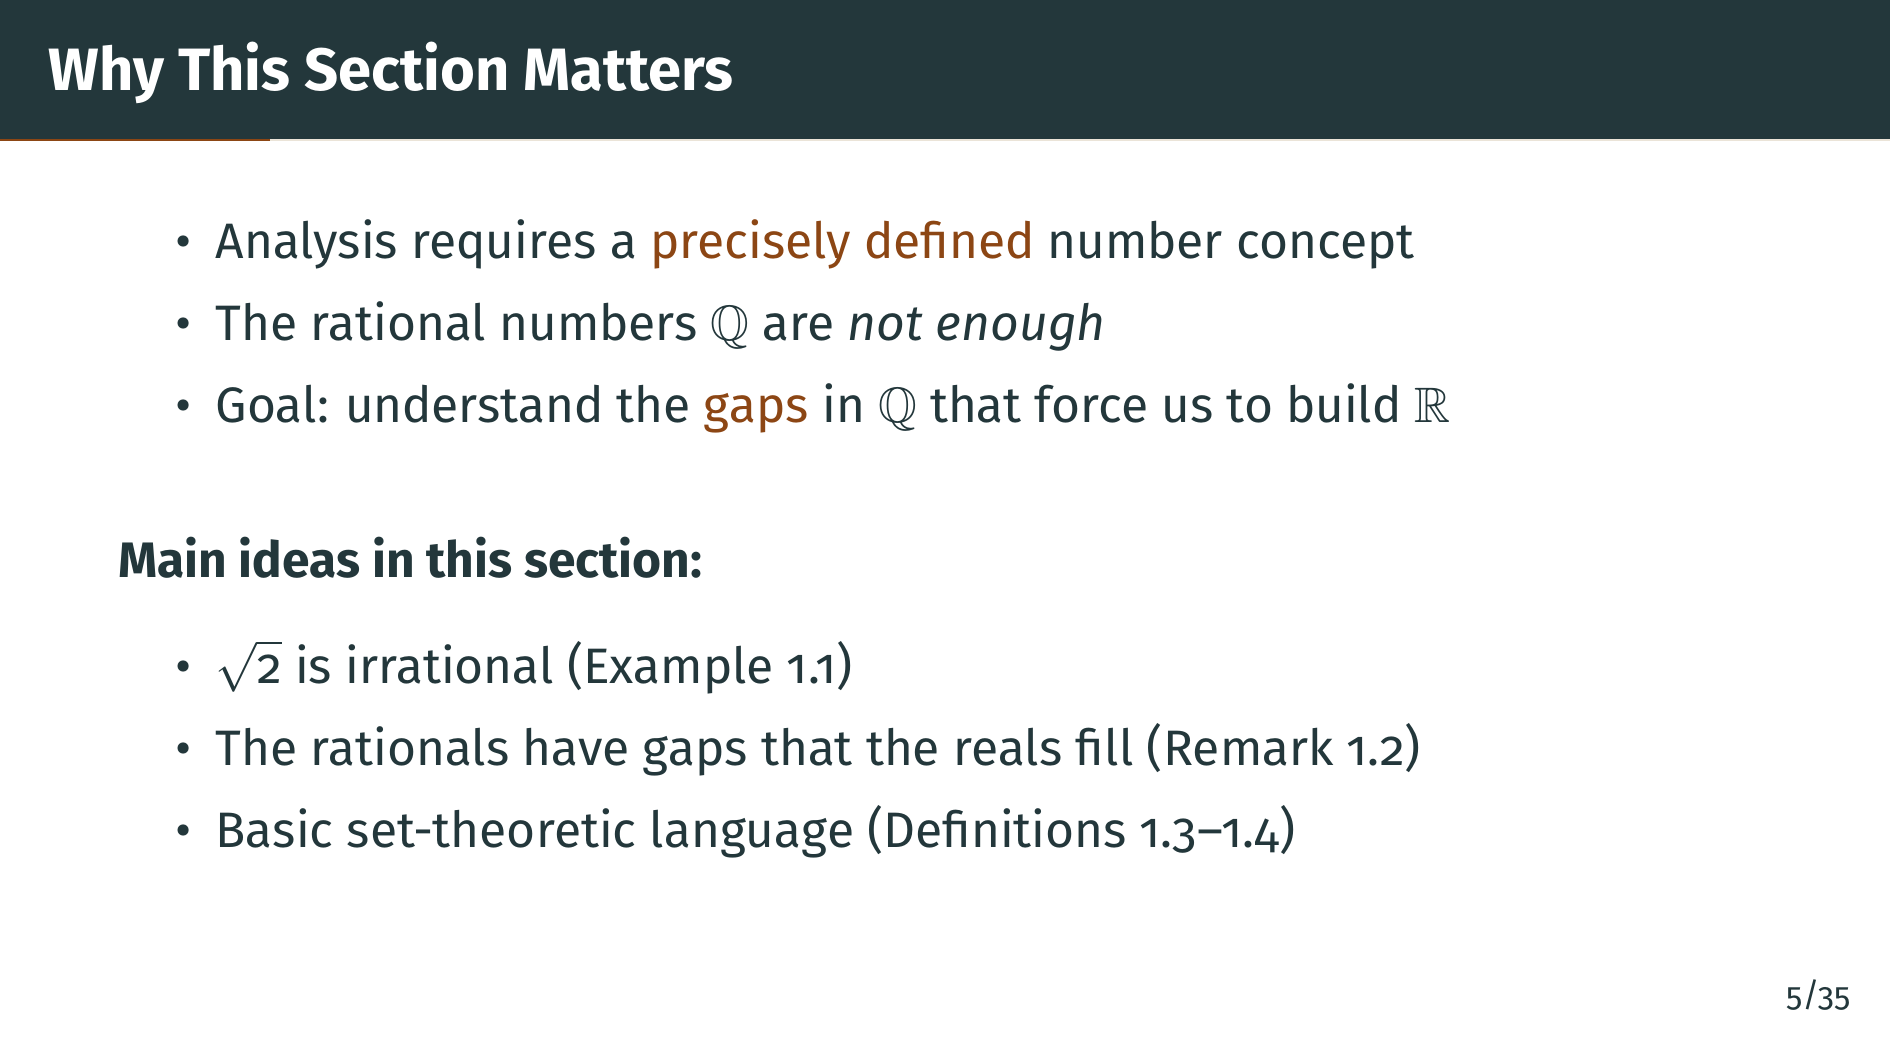 Why This Section Matters
• Analysis requires a precisely defined number concept
• The rational numbers ℚ are not enough
• Goal: understand the gaps in ℚ that force us to build ℝ
Main ideas in this section:
• √2 is irrational (Example 1.1)
• The rationals have gaps that the reals fill (Remark 1.2)
• Basic set-theoretic language (Definitions 1.3–1.4)
5/35